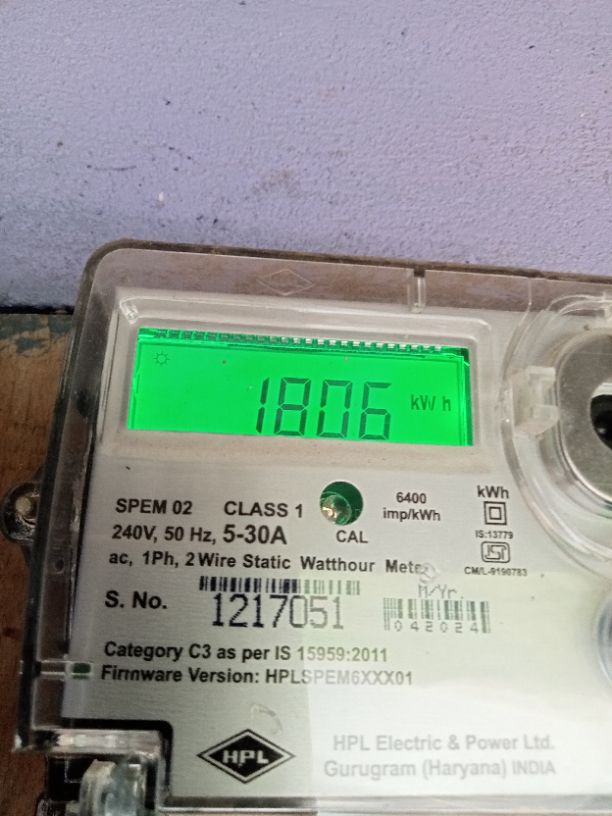 1806 kWh
SPEM 02 CLASS 1 6400 imp/kWh kWh
240V, 50 Hz, 5-30A CAL IS:13779
ac, 1Ph, 2 Wire Static Watthour Meter CM/L-9190783
M/Yr.
S. No. 1217051 042024
Category C3 as per IS 15959:2011
Firmware Version: HPLSPEM6XXX01
HPL
HPL Electric & Power Ltd.
Gurugram (Haryana) INDIA